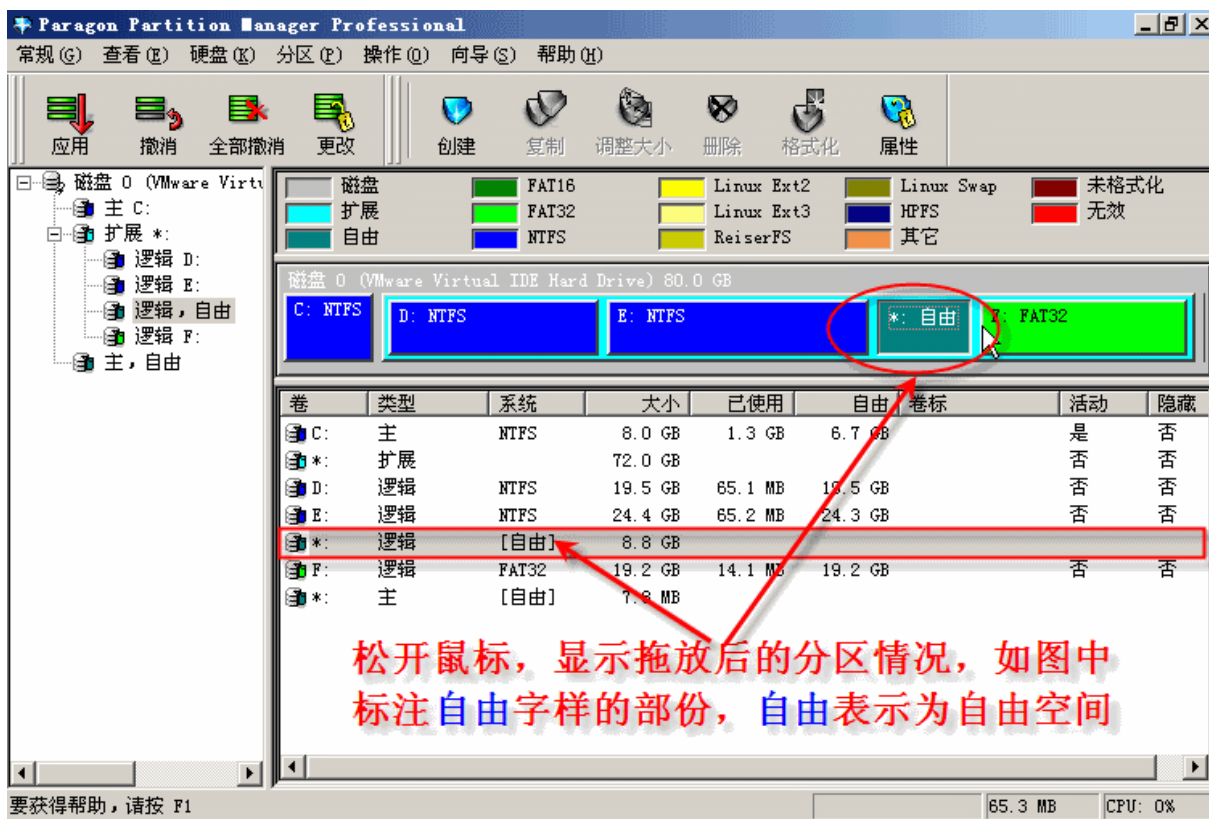 Paragon Partition Manager Professional
常规(G) 查看(E) 硬盘(K) 分区(P) 操作(O) 向导(S) 帮助(H)
应用 撤消 全部撤消 更改 创建 复制 调整大小 删除 格式化 属性
磁盘 0 (VMware Virtu
主 C:
扩展 *:
逻辑 D:
逻辑 E:
逻辑，自由
逻辑 F:
主，自由
磁盘 FAT16 Linux Ext2 Linux Swap 未格式化
扩展 FAT32 Linux Ext3 HPFS 无效
自由 NTFS ReiserFS 其它
磁盘 0 (VMware Virtual IDE Hard Drive) 80.0 GB
C: NTFS D: NTFS E: NTFS *: 自由 F: FAT32
卷 类型 系统 大小 已使用 自由 卷标 活动 隐藏
C: 主 NTFS 8.0 GB 1.3 GB 6.7 GB 是 否
*: 扩展 72.0 GB 否 否
D: 逻辑 NTFS 19.5 GB 65.1 MB 19.5 GB 否 否
E: 逻辑 NTFS 24.4 GB 65.2 MB 24.3 GB 否 否
*: 逻辑 [自由] 8.8 GB
F: 逻辑 FAT32 19.2 GB 14.1 MB 19.2 GB 否 否
*: 主 [自由] 7.8 MB
松开鼠标，显示拖放后的分区情况，如图中
标注自由字样的部份，自由表示为自由空间
要获得帮助，请按 F1 65.3 MB CPU: 0%